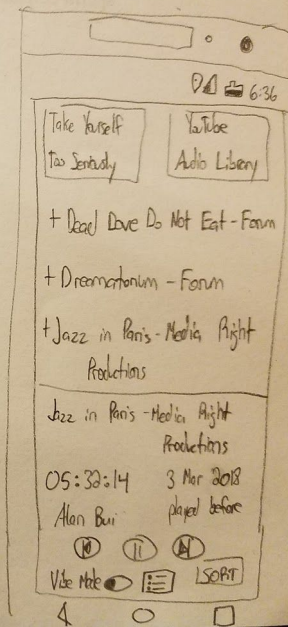 6:36
Take Yourself
Too Seriously
YouTube
Audio Library
+ Dead Dove Do Not Eat - Forum
+ Dreamatorium - Forum
+ Jazz in Paris - Media Right
Productions
Jazz in Paris - Media Right
Productions
05:32:14
3 Mar 2018
Alan Bui
played before
Vibe Mode
SORT